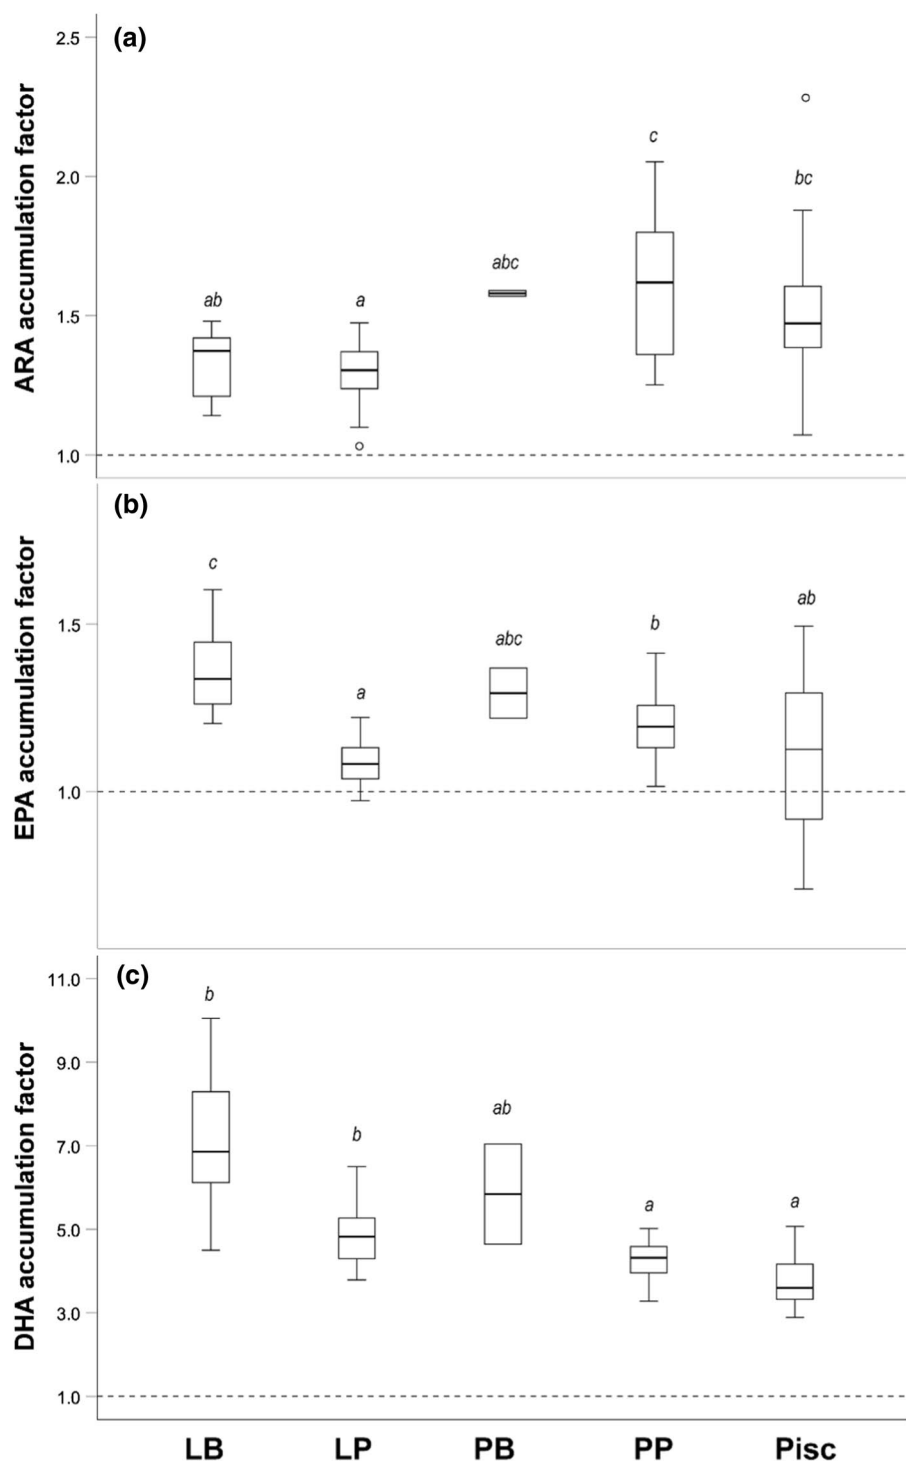 (a)
ARA accumulation factor
2.5
2.0
1.5
1.0
ab
a
abc
c
bc
(b)
EPA accumulation factor
1.5
1.0
c
a
abc
b
ab
(c)
DHA accumulation factor
11.0
9.0
7.0
5.0
3.0
1.0
b
b
ab
a
a
LB LP PB PP Pisc